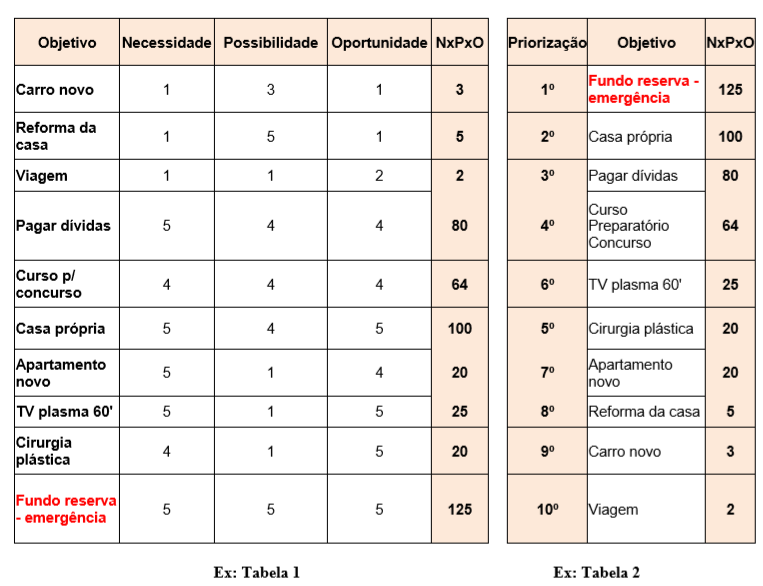 Objetivo Necessidade Possibilidade Oportunidade NxPxO
Carro novo 1 3 1 3
Reforma da
casa 1 5 1 5
Viagem 1 1 2 2
Pagar dívidas 5 4 4 80
Curso p/
concurso 4 4 4 64
Casa própria 5 4 5 100
Apartamento
novo 5 1 4 20
TV plasma 60' 5 1 5 25
Cirurgia
plástica 4 1 5 20
Fundo reserva
- emergência 5 5 5 125
Ex: Tabela 1
Priorização Objetivo NxPxO
1º Fundo reserva -
emergência 125
2º Casa própria 100
3º Pagar dívidas 80
4º Curso
Preparatório
Concurso 64
6º TV plasma 60' 25
5º Cirurgia plástica 20
7º Apartamento
novo 20
8º Reforma da casa 5
9º Carro novo 3
10º Viagem 2
Ex: Tabela 2